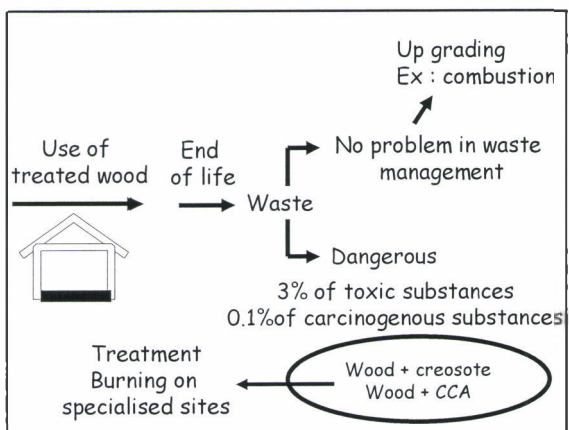 Up grading
Ex : combustion
Use of
treated wood
End
of life
Waste
No problem in waste
management
Dangerous
3% of toxic substances
0.1%of carcinogenous substances
Treatment
Burning on
specialised sites
Wood + creosote
Wood + CCA